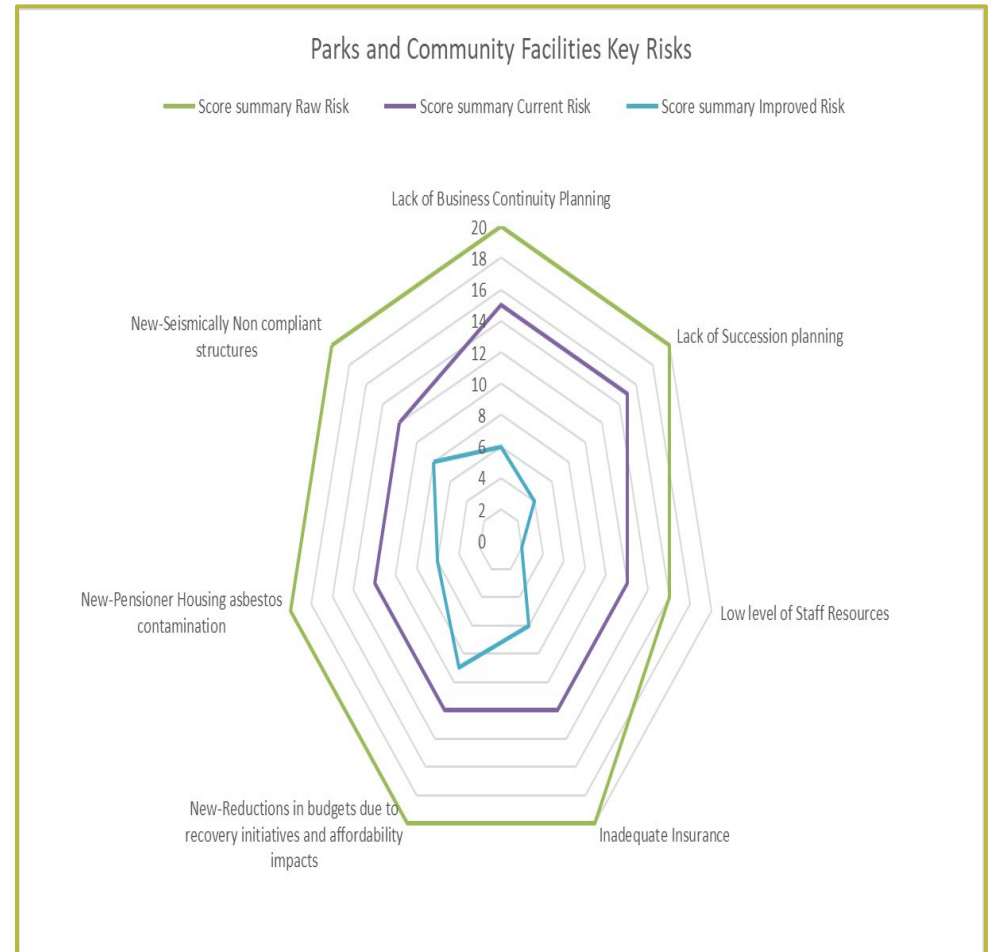 Parks and Community Facilities Key Risks
Score summary Raw Risk
Score summary Current Risk
Score summary Improved Risk
Lack of Business Continuity Planning
20
18
16
14
12
10
8
6
4
2
0
Lack of Succession planning
Low level of Staff Resources
Inadequate Insurance
New-Reductions in budgets due to
recovery initiatives and affordability
impacts
New-Pensioner Housing asbestos
contamination
New-Seismically Non compliant
structures